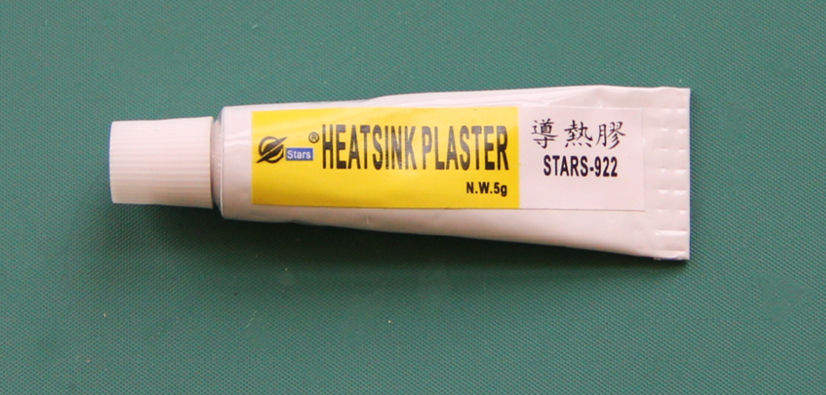 Stars ® HEATSINK PLASTER
N.W.5g
導熱膠
STARS-922